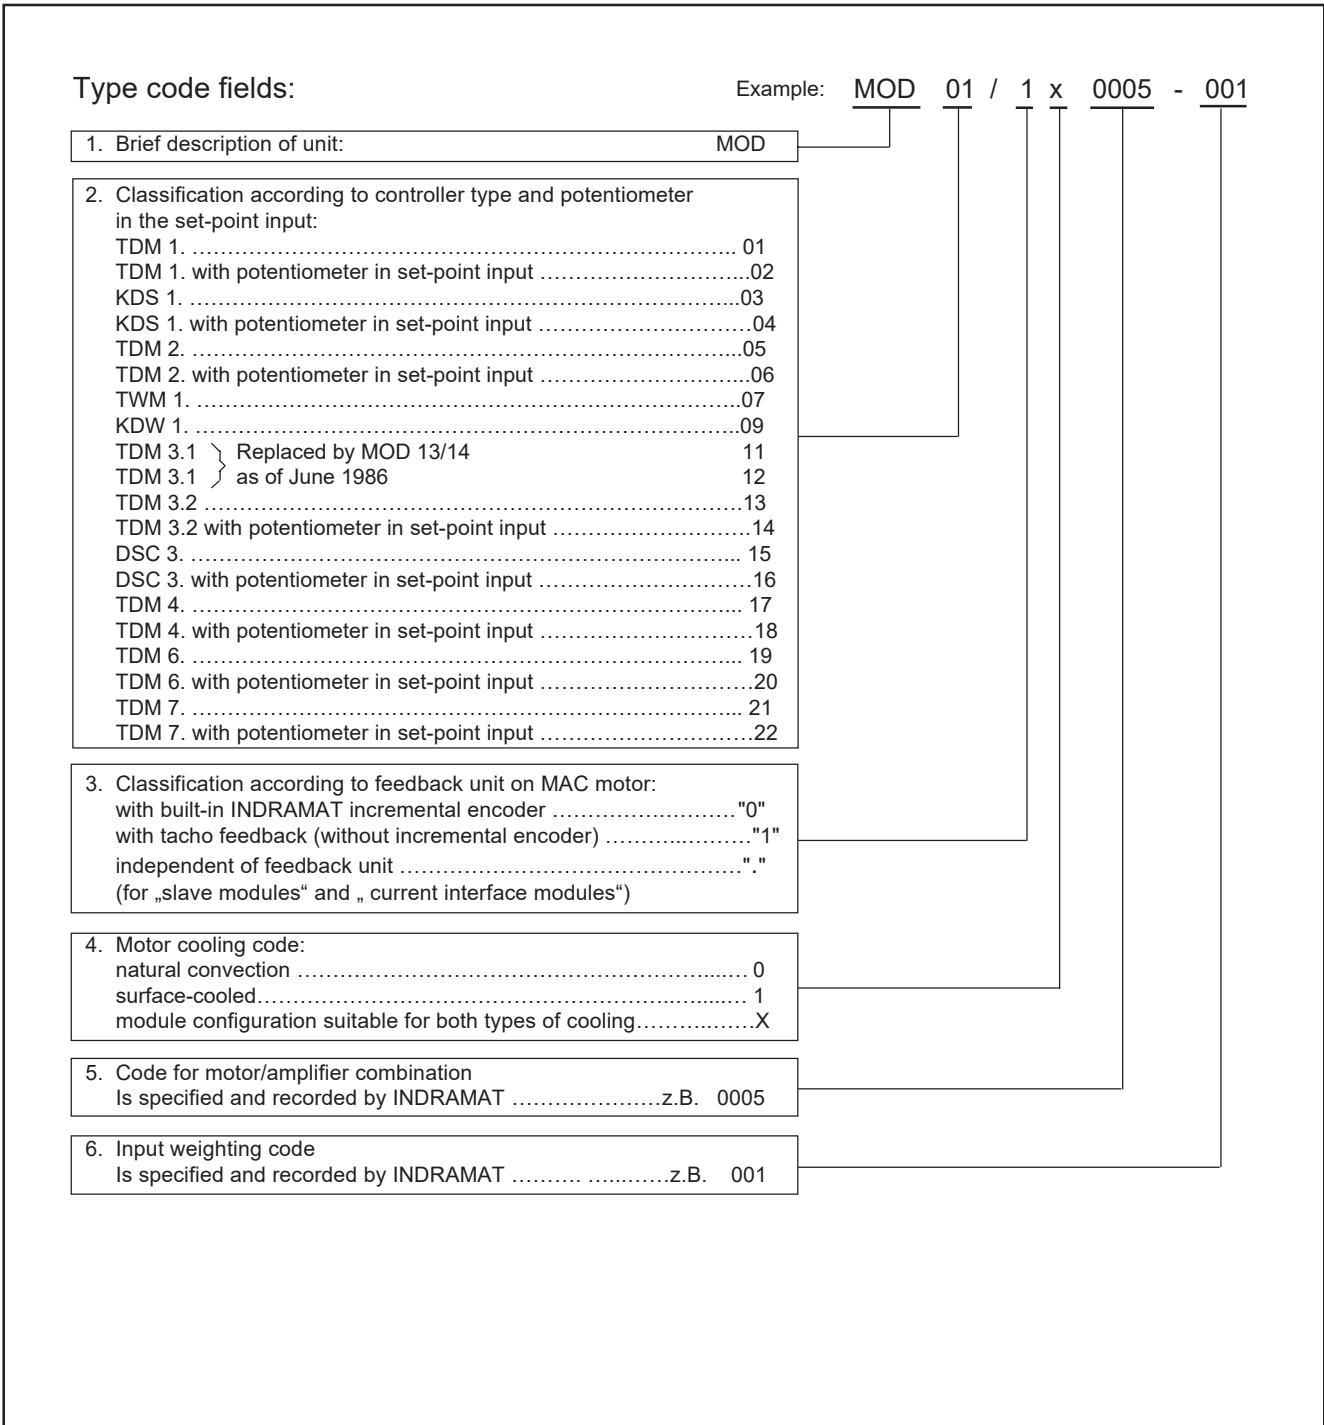 Type code fields:
Example: MOD 01 / 1 x 0005 - 001
1. Brief description of unit: MOD
2. Classification according to controller type and potentiometer
in the set-point input:
TDM 1. ………………………………………………………….. 01
TDM 1. with potentiometer in set-point input ……………………...02
KDS 1. …………………………………………………………...03
KDS 1. with potentiometer in set-point input ………………………04
TDM 2. …………………………………………………………...05
TDM 2. with potentiometer in set-point input ……………………...06
TWM 1. …………………………………………………………..07
KDW 1. …………………………………………………………..09
TDM 3.1 } Replaced by MOD 13/14 11
TDM 3.1 } as of June 1986 12
TDM 3.2 ………………………………………………………….13
TDM 3.2 with potentiometer in set-point input …………………….14
DSC 3. ………………………………………………………….. 15
DSC 3. with potentiometer in set-point input ………………………16
TDM 4. …………………………………………………………... 17
TDM 4. with potentiometer in set-point input ………………………18
TDM 6. …………………………………………………………... 19
TDM 6. with potentiometer in set-point input ………………………20
TDM 7. ………………………………………………………….. 21
TDM 7. with potentiometer in set-point input ………………………22
3. Classification according to feedback unit on MAC motor:
with built-in INDRAMAT incremental encoder ……………..………"0"
with tacho feedback (without incremental encoder) ………...………"1"
independent of feedback unit …………………………………………"."
(for „slave modules“ and „ current interface modules“)
4. Motor cooling code:
natural convection ………………………………………………....… 0
surface-cooled……………………………………………...…....… 1
module configuration suitable for both types of cooling………..……X
5. Code for motor/amplifier combination
Is specified and recorded by INDRAMAT …………………z.B. 0005
6. Input weighting code
Is specified and recorded by INDRAMAT ………. …...……z.B. 001